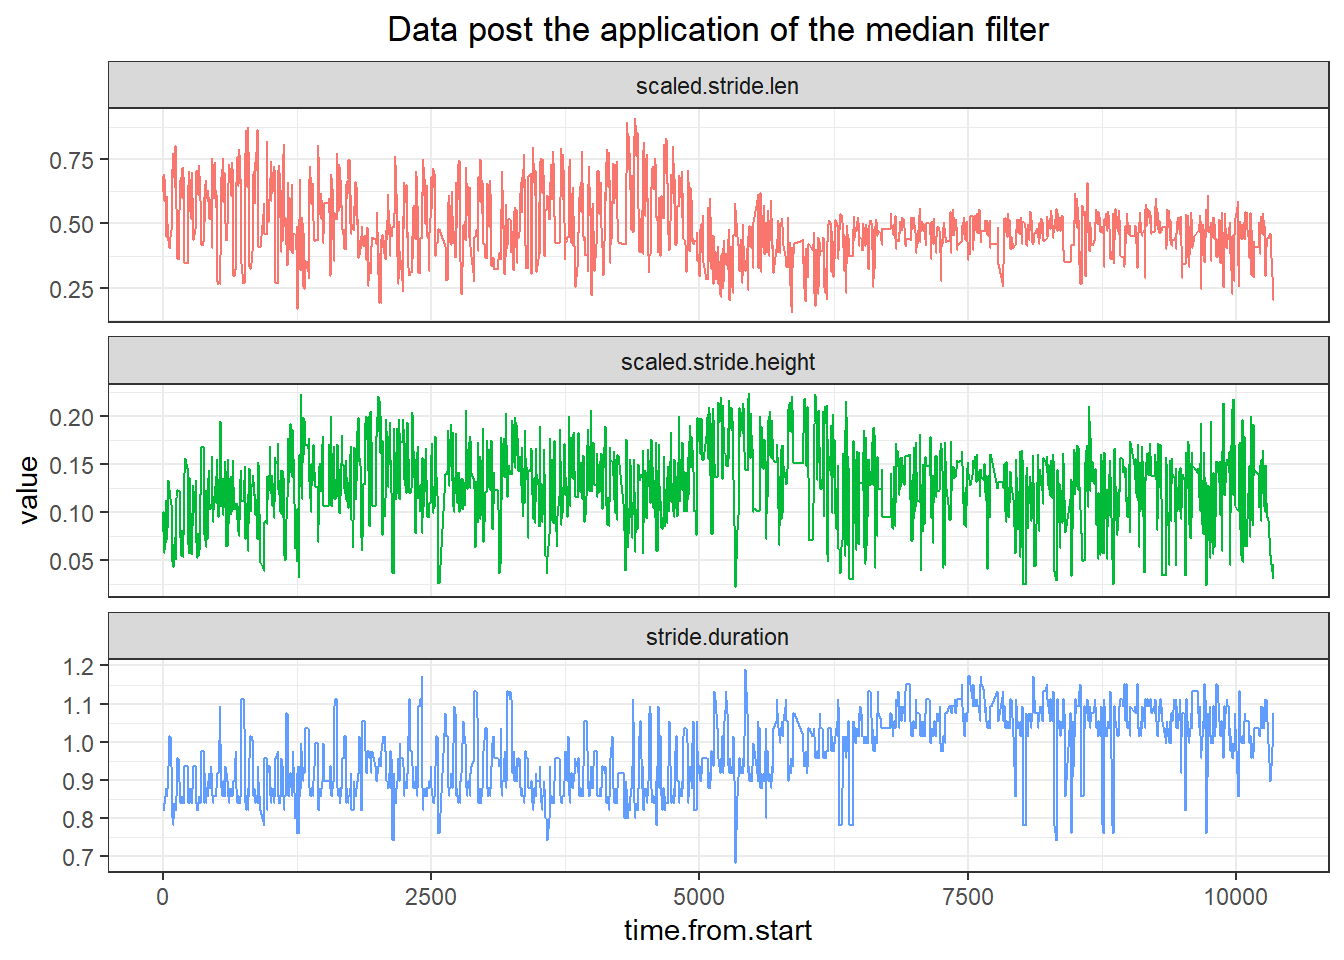 Data post the application of the median filter
scaled.stride.len
0.75
0.50
0.25
scaled.stride.height
0.20
0.15
0.10
0.05
value
stride.duration
1.2
1.1
1.0
0.9
0.8
0.7
0 2500 5000 7500 10000
time.from.start